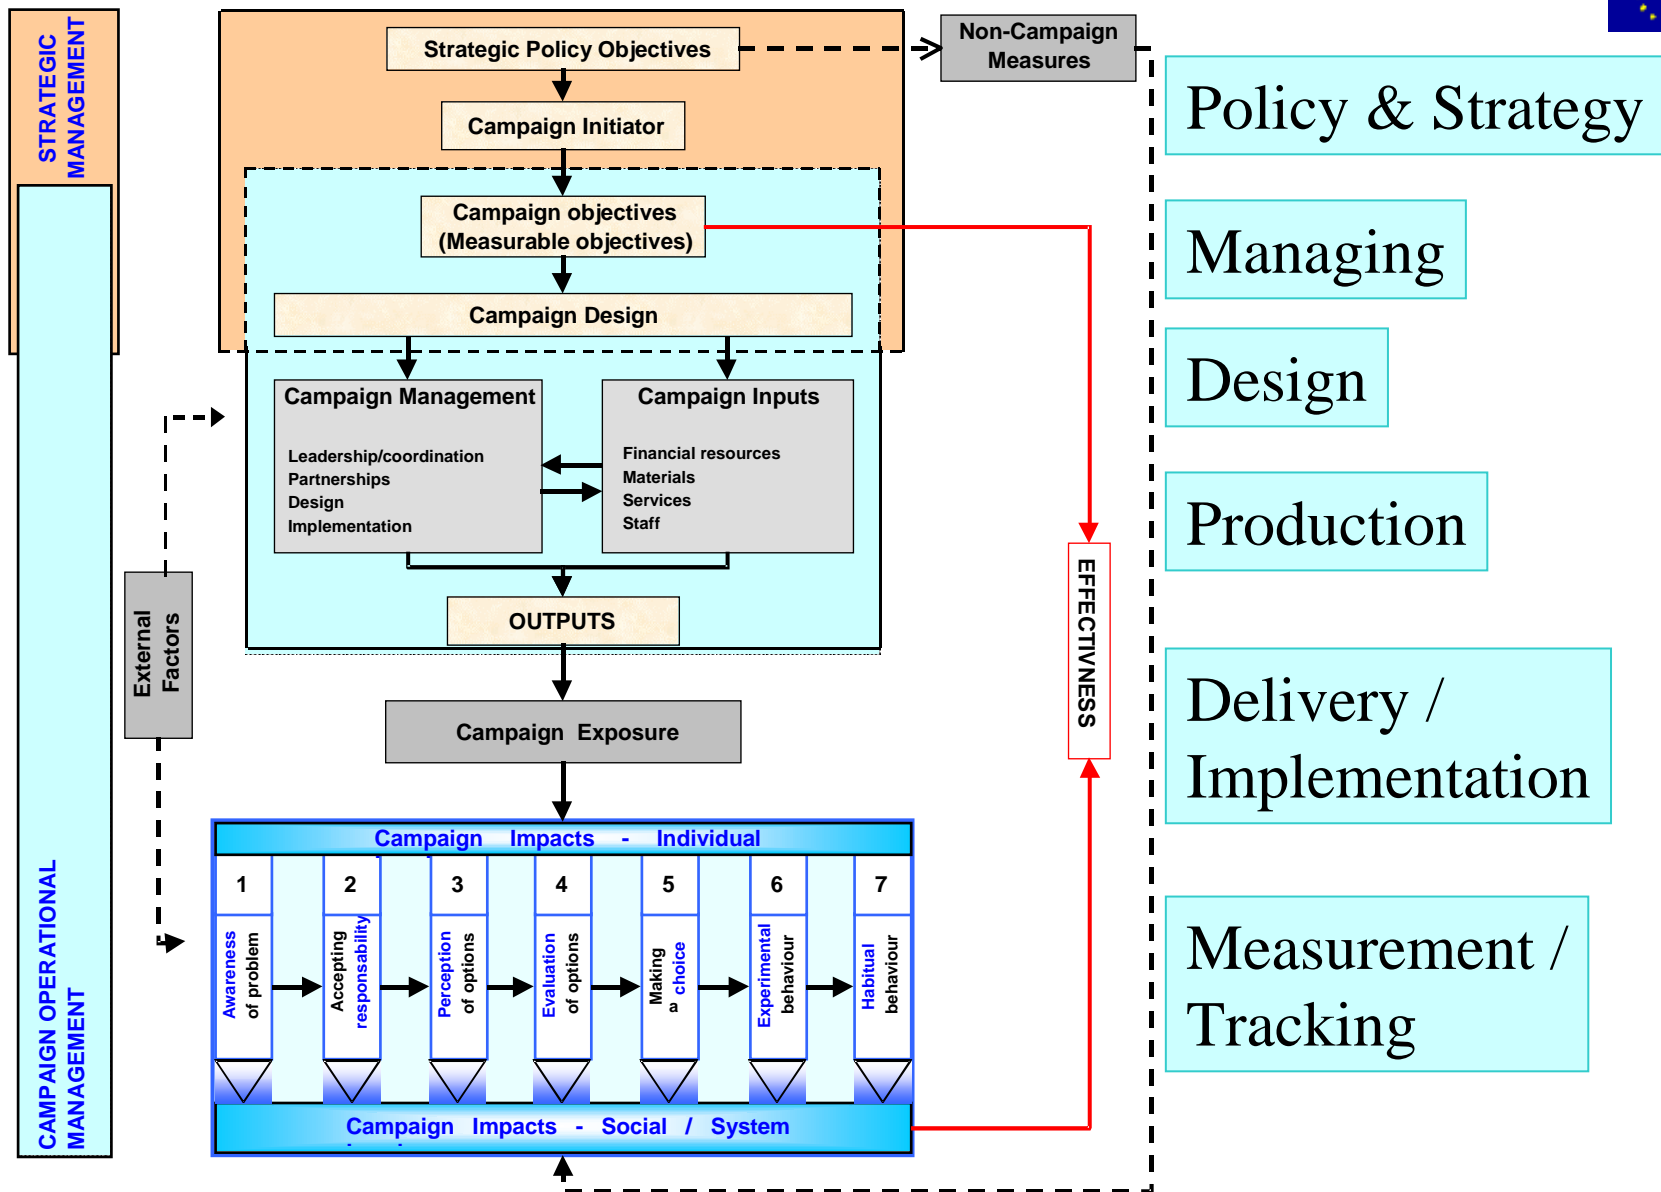 STRATEGIC
MANAGEMENT
CAMPAIGN OPERATIONAL
MANAGEMENT
Strategic Policy Objectives
Non-Campaign
Measures
Campaign Initiator
Campaign objectives
(Measurable objectives)
Campaign Design
Campaign Management
Leadership/coordination
Partnerships
Design
Implementation
Campaign Inputs
Financial resources
Materials
Services
Staff
External
Factors
OUTPUTS
Campaign Exposure
EFFECTIVNESS
Campaign Impacts - Individual
1
2
3
4
5
6
7
Awareness
of problem
Accepting
responsability
Perception
of options
Evaluation
of options
Making
a choice
Experimental
behaviour
Habitual
behaviour
Campaign Impacts - Social / System
Policy & Strategy
Managing
Design
Production
Delivery /
Implementation
Measurement /
Tracking